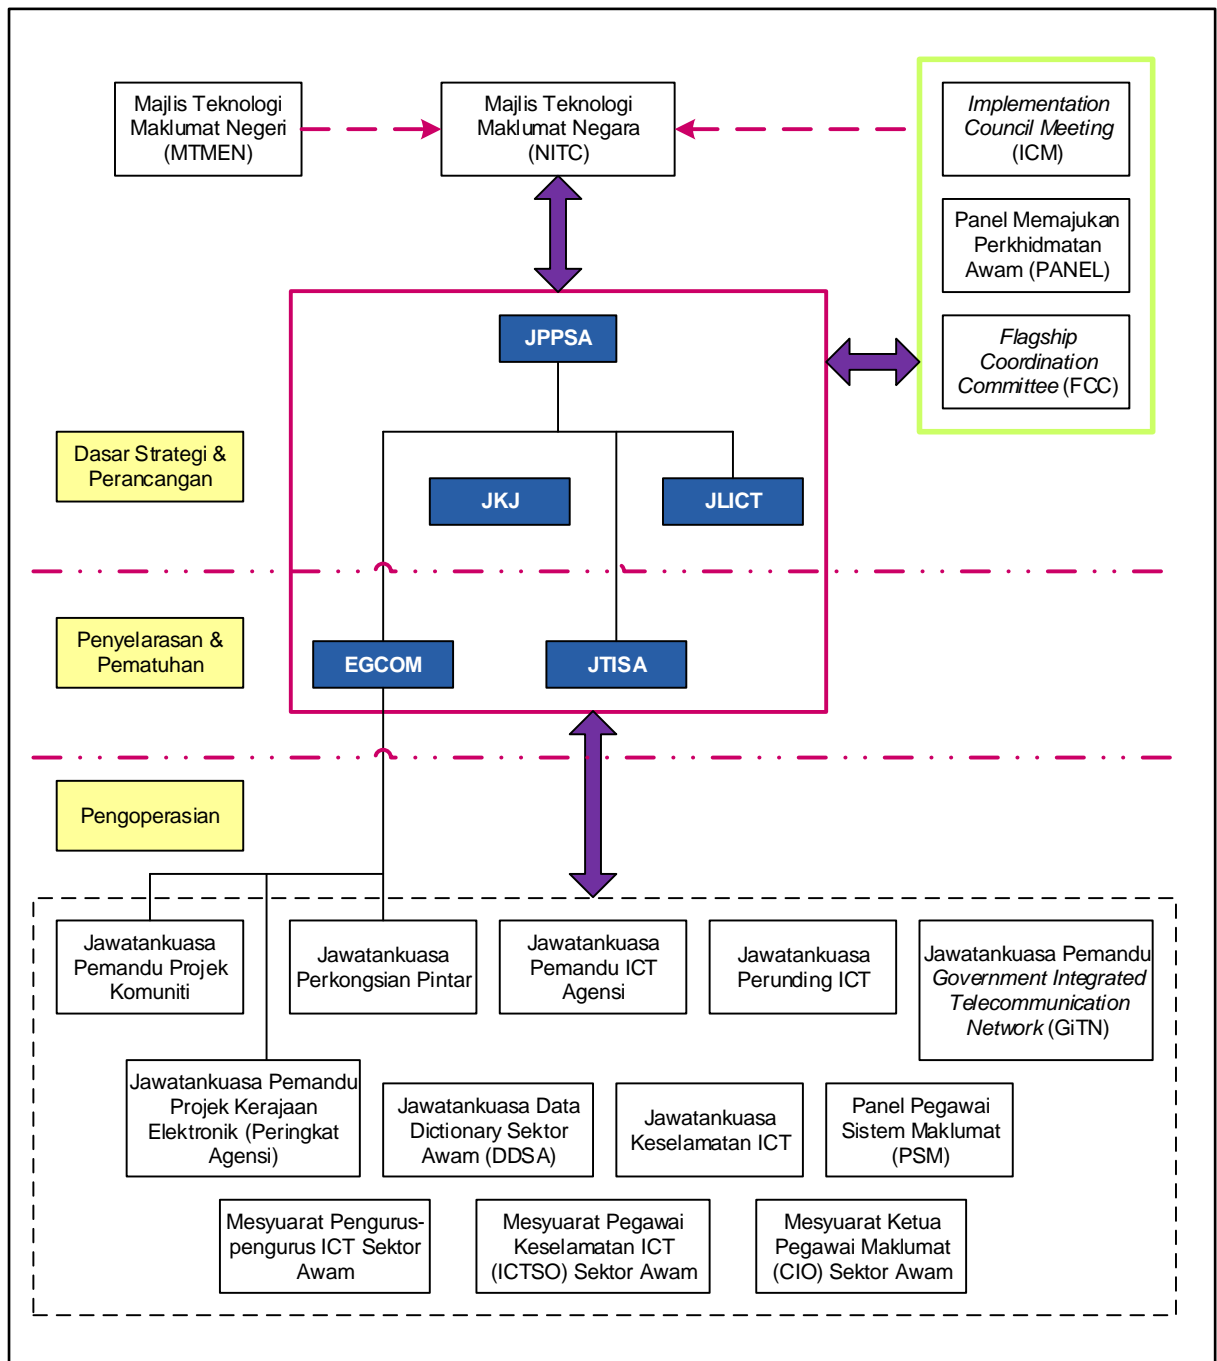 Majlis Teknologi
Maklumat Negeri
(MTMEN)
Majlis Teknologi
Maklumat Negara
(NITC)
Implementation
Council Meeting
(ICM)
Panel Memajukan
Perkhidmatan
Awam (PANEL)
Flagship
Coordination
Committee (FCC)
JPPSA
Dasar Strategi &
Perancangan
JKJ
JLICT
Penyelarasan &
Pematuhan
EGCOM
JTISA
Pengoperasian
Jawatankuasa
Pemandu Projek
Komuniti
Jawatankuasa
Perkongsian Pintar
Jawatankuasa
Pemandu ICT
Agensi
Jawatankuasa
Perunding ICT
Jawatankuasa Pemandu
Government Integrated
Telecommunication
Network (GiTN)
Jawatankuasa Pemandu
Projek Kerajaan
Elektronik (Peringkat
Agensi)
Jawatankuasa Data
Dictionary Sektor
Awam (DDSA)
Jawatankuasa
Keselamatan ICT
Panel Pegawai
Sistem Maklumat
(PSM)
Mesyuarat Pengurus-
pengurus ICT Sektor
Awam
Mesyuarat Pegawai
Keselamatan ICT
(ICTSO) Sektor Awam
Mesyuarat Ketua
Pegawai Maklumat
(CIO) Sektor Awam